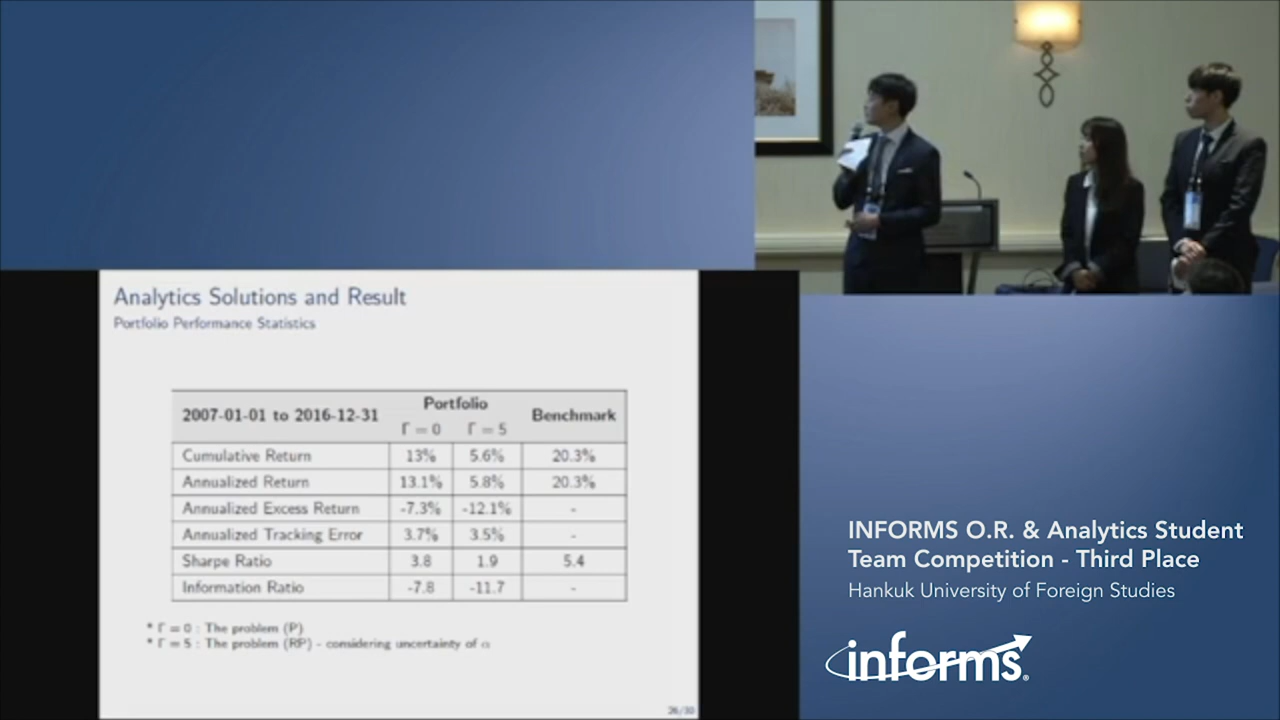 Analytics Solutions and Result
Portfolio Performance Statistics
2007-01-01 to 2016-12-31 Portfolio Benchmark
Γ = 0 Γ = 5
Cumulative Return 13% 5.6% 20.3%
Annualized Return 13.1% 5.8% 20.3%
Annualized Excess Return -7.3% -12.1% -
Annualized Tracking Error 3.7% 3.5% -
Sharpe Ratio 3.8 1.9 5.4
Information Ratio -7.8 -11.7 -
* Γ = 0 : The problem (P)
* Γ = 5 : The problem (RP) - considering uncertainty of α
26/30
INFORMS O.R. & Analytics Student
Team Competition - Third Place
Hankuk University of Foreign Studies
informs®